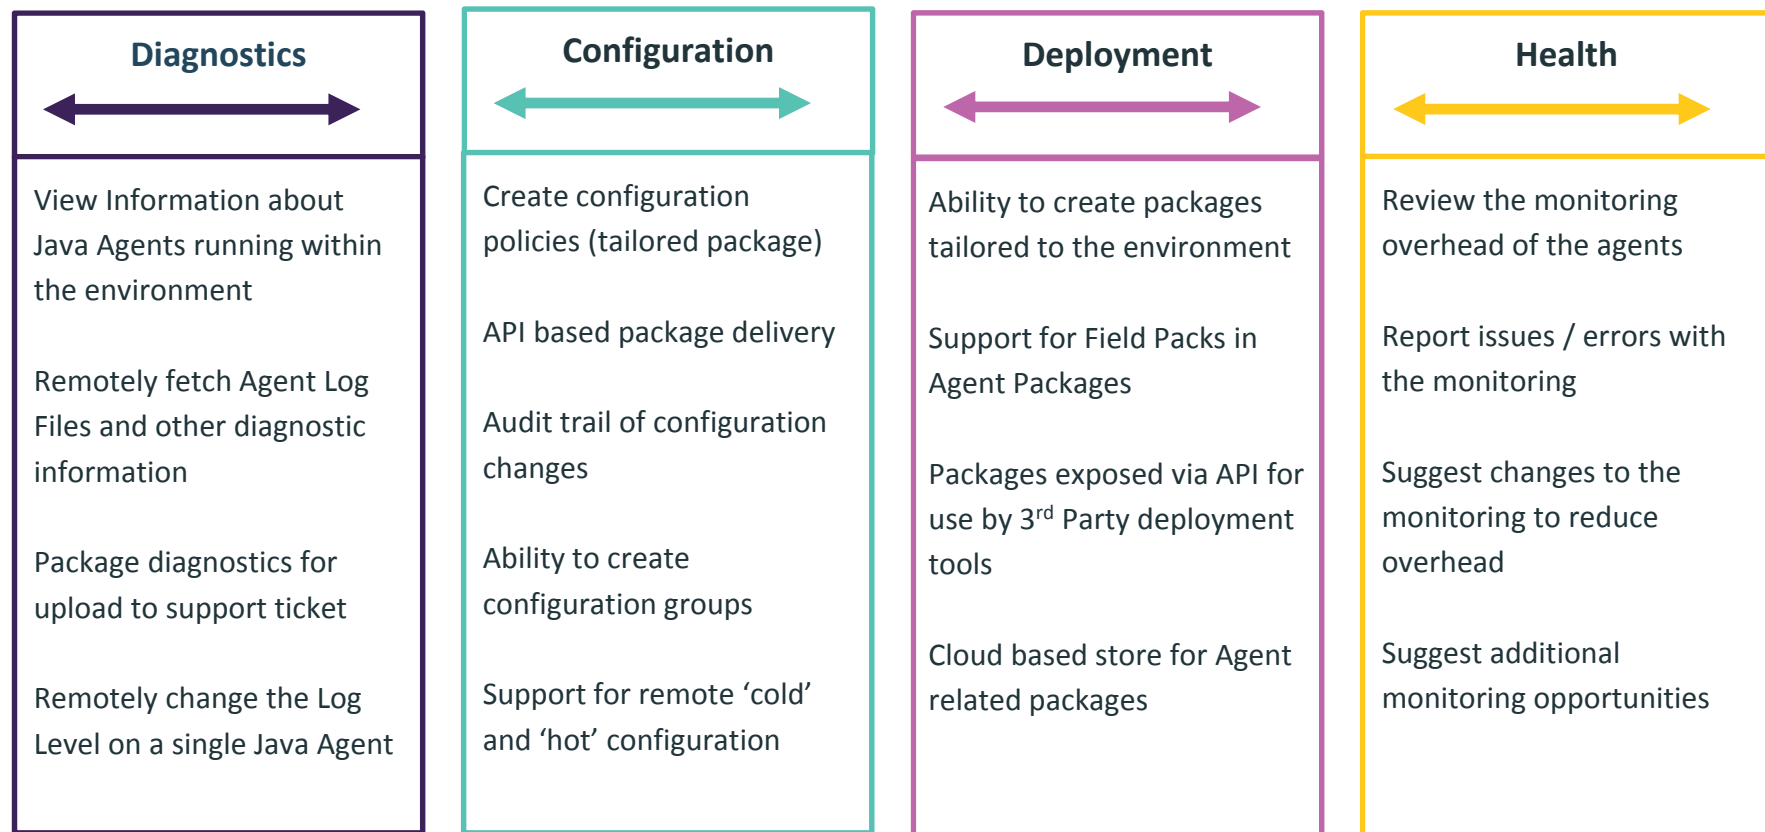 Diagnostics
View Information about
Java Agents running within
the environment
Remotely fetch Agent Log
Files and other diagnostic
information
Package diagnostics for
upload to support ticket
Remotely change the Log
Level on a single Java Agent
Configuration
Create configuration
policies (tailored package)
API based package delivery
Audit trail of configuration
changes
Ability to create
configuration groups
Support for remote ‘cold’
and ‘hot’ configuration
Deployment
Ability to create packages
tailored to the environment
Support for Field Packs in
Agent Packages
Packages exposed via API for
use by 3rd Party deployment
tools
Cloud based store for Agent
related packages
Health
Review the monitoring
overhead of the agents
Report issues / errors with
the monitoring
Suggest changes to the
monitoring to reduce
overhead
Suggest additional
monitoring opportunities